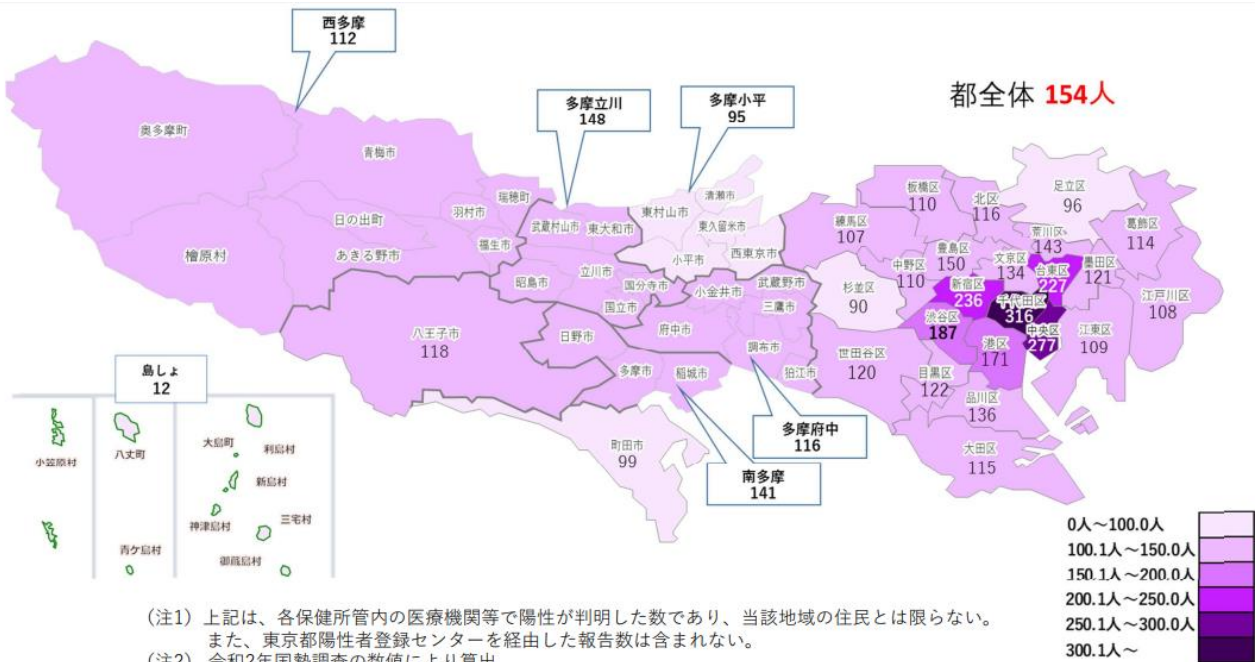 西多摩
112
多摩立川
148
多摩小平
95
都全体 154人
奥多摩町
青梅市
瑞穂町
羽村市
日の出町
あきる野市
福生市
檜原村
武蔵村山市
東大和市
東村山市
清瀬市
東久留米市
小平市
西東京市
昭島市
立川市
国分寺市
国立市
小金井市
武蔵野市
三鷹市
府中市
調布市
狛江市
日野市
多摩市
稲城市
八王子市
118
町田市
99
板橋区
110
北区
116
足立区
96
葛飾区
114
練馬区
107
豊島区
150
文京区
134
荒川区
143
台東区
227
墨田区
121
中野区
110
杉並区
90
新宿区
236
千代田区
316
江戸川区
108
渋谷区
187
港区
171
中央区
277
江東区
109
世田谷区
120
目黒区
122
品川区
136
大田区
115
多摩府中
116
南多摩
141
島しょ
12
小笠原村
八丈町
青ケ島村
大島町
利島村
新島村
神津島村
三宅村
御蔵島村
0人～100.0人
100.1人～150.0人
150.1人～200.0人
200.1人～250.0人
250.1人～300.0人
300.1人～
（注1）上記は、各保健所管内の医療機関等で陽性が判明した数であり、当該地域の住民とは限らない。
また、東京都陽性者登録センターを経由した報告数は含まれない。
（注2）令和2年国勢調査の数値により算出